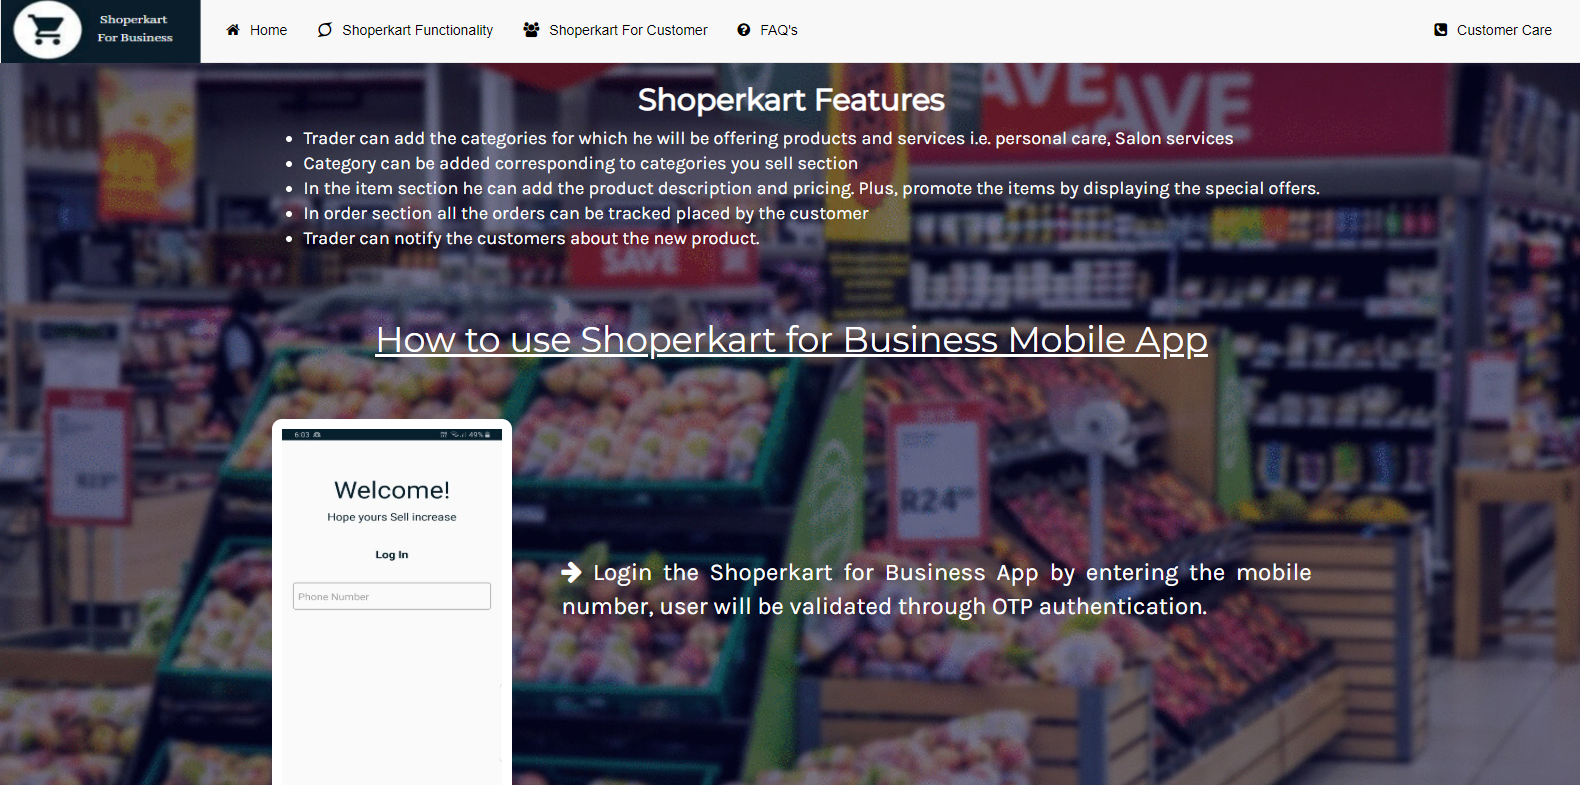 Shoperkart
For Business
Home
Shoperkart Functionality
Shoperkart For Customer
FAQ's
Customer Care
Shoperkart Features
Trader can add the categories for which he will be offering products and services i.e. personal care, Salon services
Category can be added corresponding to categories you sell section
In the item section he can add the product description and pricing. Plus, promote the items by displaying the special offers.
In order section all the orders can be tracked placed by the customer
Trader can notify the customers about the new product.
AVE
AVE
SAVE
How to use Shoperkart for Business Mobile App
6:03
49%
Welcome!
Hope yours Sell increase
Log In
Phone Number
R24
Login the Shoperkart for Business App by entering the mobile
number, user will be validated through OTP authentication.